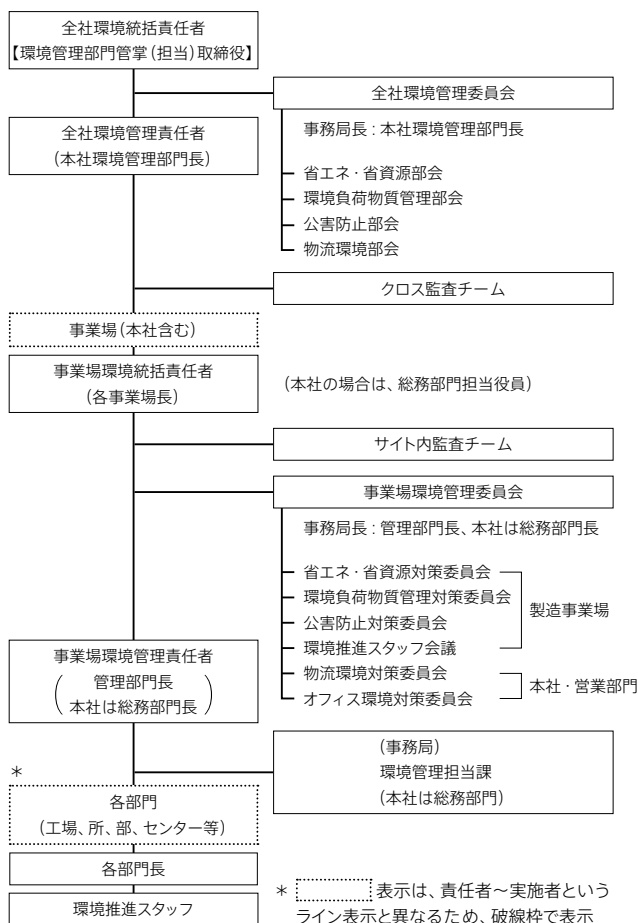 全社環境統括責任者
【環境管理部門管掌(担当)取締役】
全社環境管理委員会
事務局長:本社環境管理部門長
全社環境管理責任者
(本社環境管理部門長)
省エネ・省資源部会
環境負荷物質管理部会
公害防止部会
物流環境部会
クロス監査チーム
事業場(本社含む)
事業場環境統括責任者
(各事業場長)
(本社の場合は、総務部門担当役員)
サイト内監査チーム
事業場環境管理委員会
事務局長:管理部門長、本社は総務部門長
省エネ・省資源対策委員会
環境負荷物質管理対策委員会
公害防止対策委員会
環境推進スタッフ会議
製造事業場
物流環境対策委員会
オフィス環境対策委員会
本社・営業部門
事業場環境管理責任者
(管理部門長
本社は総務部門長)
(事務局)
環境管理担当課
(本社は総務部門)
*
各部門
(工場、所、部、センター等)
各部門長
環境推進スタッフ
* 表示は、責任者~実施者という
ライン表示と異なるため、破線枠で表示